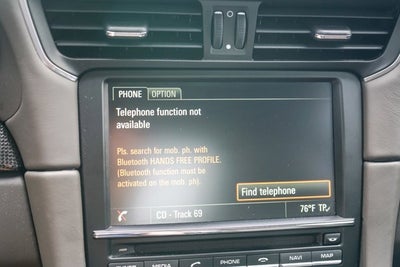 PHONE OPTION
Telephone function not
available
Pls. search for mob. ph. with
Bluetooth HANDS FREE PROFILE.
(Bluetooth function must be
activated on the mob. ph).
Find telephone
CD - Track 69 76°F TP
PHONE NAVI MAP